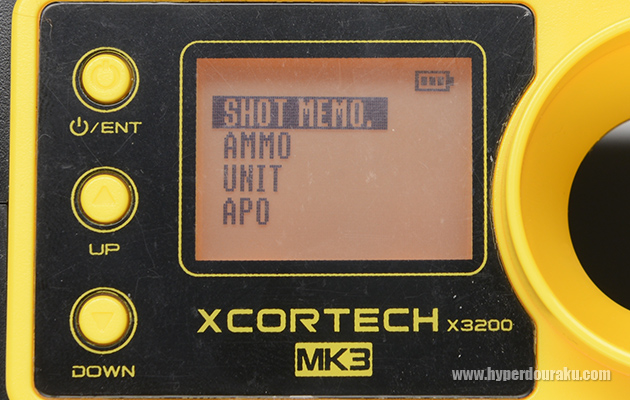 ⏻/ENT
UP
DOWN
SHOT MEMO.
AMMO
UNIT
APO
XCORTECH X3200
MK3
www.hyperdouraku.com